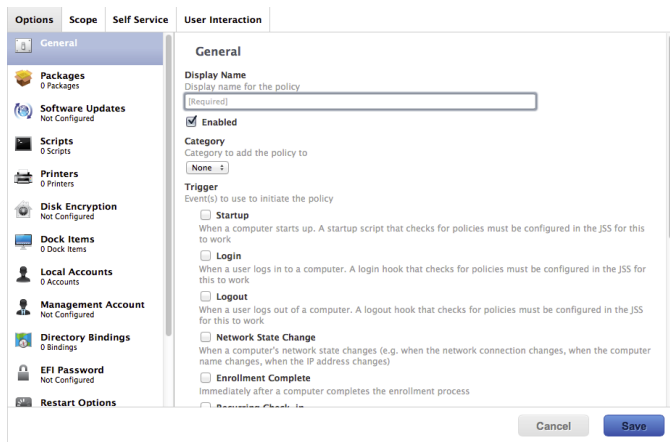 Options Scope Self Service User Interaction
General
Packages
0 Packages
Software Updates
Not Configured
Scripts
0 Scripts
Printers
0 Printers
Disk Encryption
Not Configured
Dock Items
0 Dock Items
Local Accounts
0 Accounts
Management Account
Not Configured
Directory Bindings
0 Bindings
EFI Password
Not Configured
Restart Options
General
Display Name
Display name for the policy
[Required]
Enabled
Category
Category to add the policy to
None
Trigger
Event(s) to use to initiate the policy
Startup
When a computer starts up. A startup script that checks for policies must be configured in the JSS for this
to work
Login
When a user logs in to a computer. A login hook that checks for policies must be configured in the JSS for
this to work
Logout
When a user logs out of a computer. A logout hook that checks for policies must be configured in the JSS
for this to work
Network State Change
When a computer's network state changes (e.g. when the network connection changes, when the computer
name changes, when the IP address changes)
Enrollment Complete
Immediately after a computer completes the enrollment process
Recurring Check-in
Cancel Save